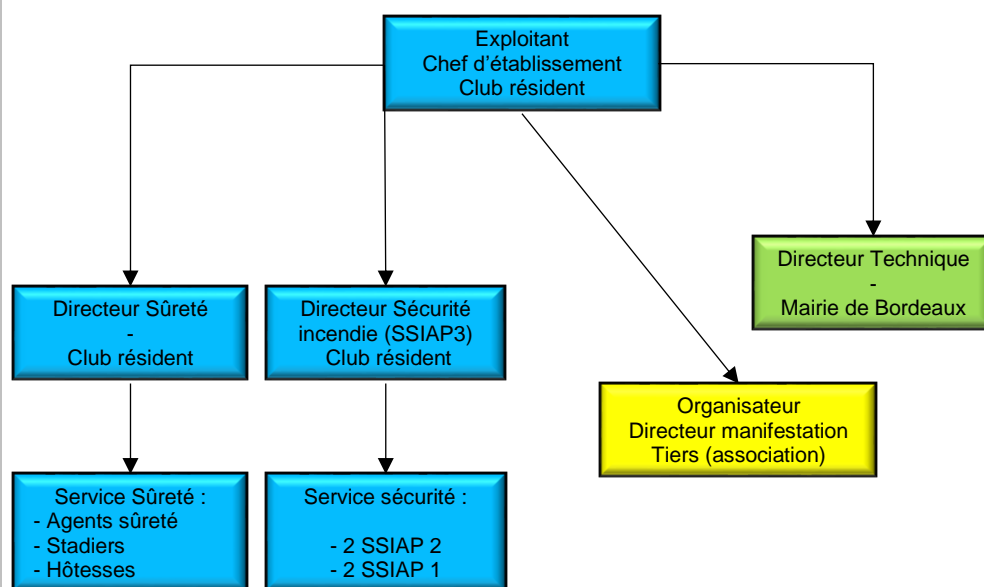 Exploitant
Chef d’établissement
Club résident
Directeur Sûreté
-
Club résident
Directeur Sécurité
incendie (SSIAP3)
Club résident
Directeur Technique
-
Mairie de Bordeaux
Organisateur
Directeur manifestation
Tiers (association)
Service Sûreté :
- Agents sûreté
- Stadiers
- Hôtesses
Service sécurité :
- 2 SSIAP 2
- 2 SSIAP 1